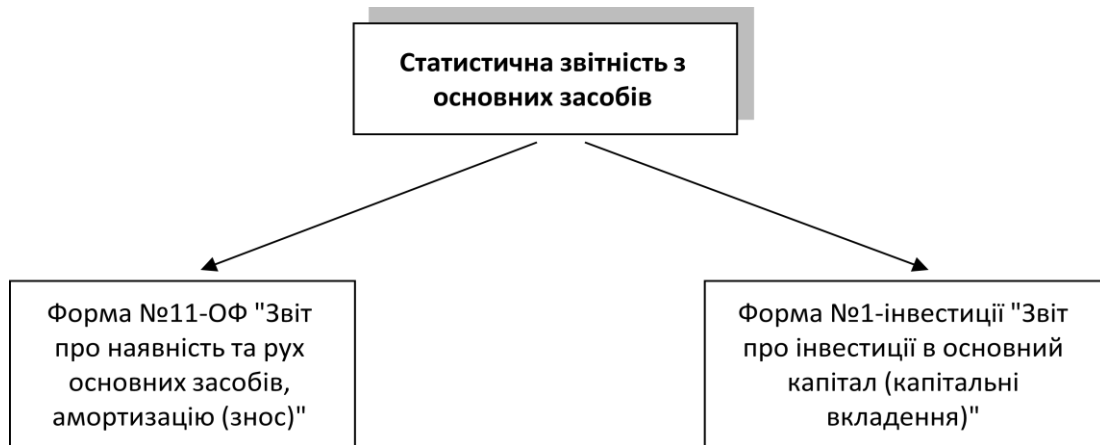 Статистична звітність з
основних засобів
Форма №11-ОФ "Звіт
про наявність та рух
основних засобів,
амортизацію (знос)"
Форма №1-інвестиції "Звіт
про інвестиції в основний
капітал (капітальні
вкладення)"